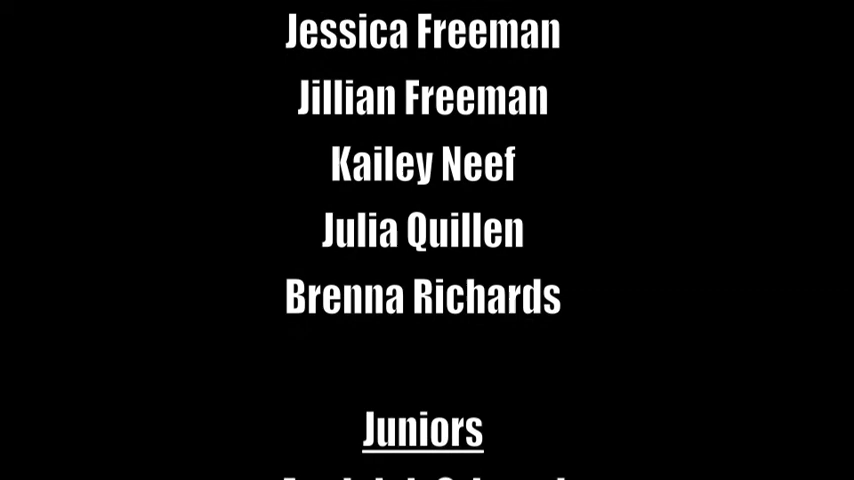 Jessica Freeman
Jillian Freeman
Kailey Neef
Julia Quillen
Brenna Richards
Juniors